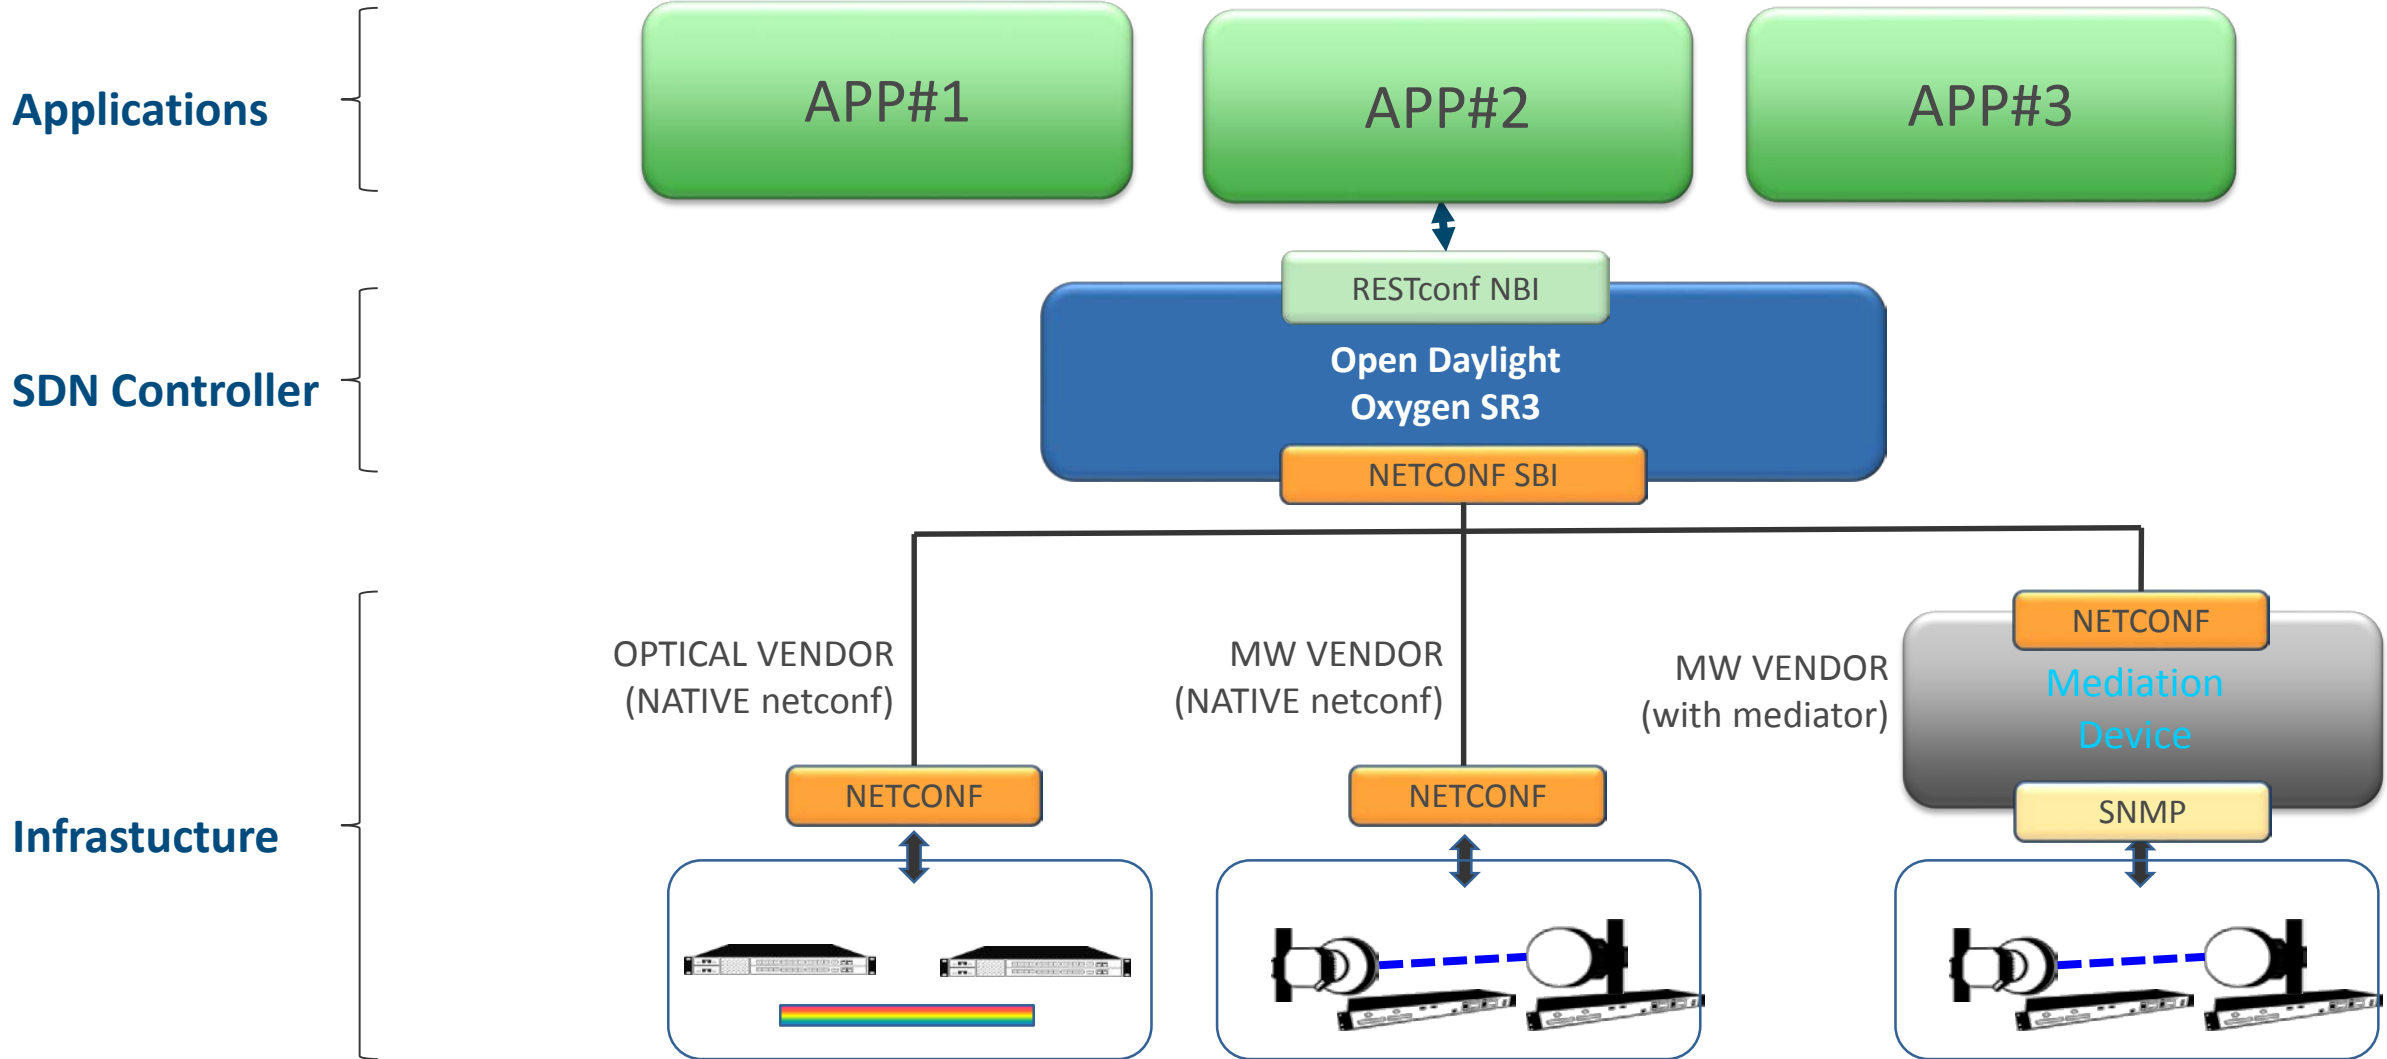 Applications
APP#1
APP#2
APP#3
RESTconf NBI
SDN Controller
Open Daylight
Oxygen SR3
NETCONF SBI
Infrastucture
OPTICAL VENDOR
(NATIVE netconf)
NETCONF
MW VENDOR
(NATIVE netconf)
NETCONF
MW VENDOR
(with mediator)
NETCONF
Mediation
Device
SNMP